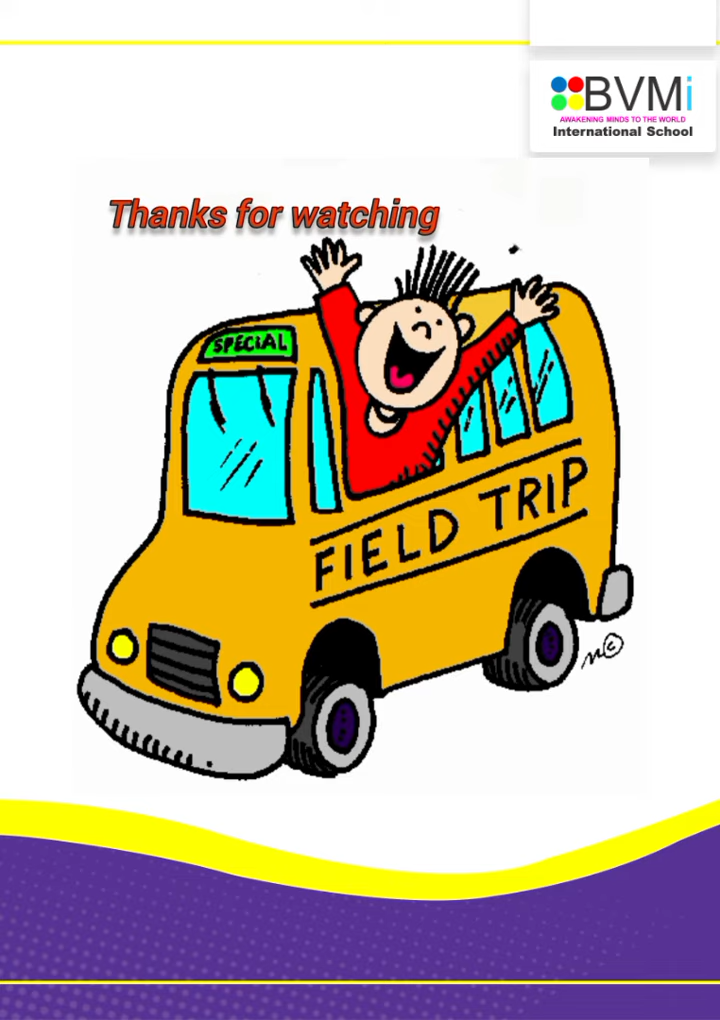 BVMi
AWAKENING MINDS TO THE WORLD
International School
Thanks for watching
SPECIAL
FIELD TRIP